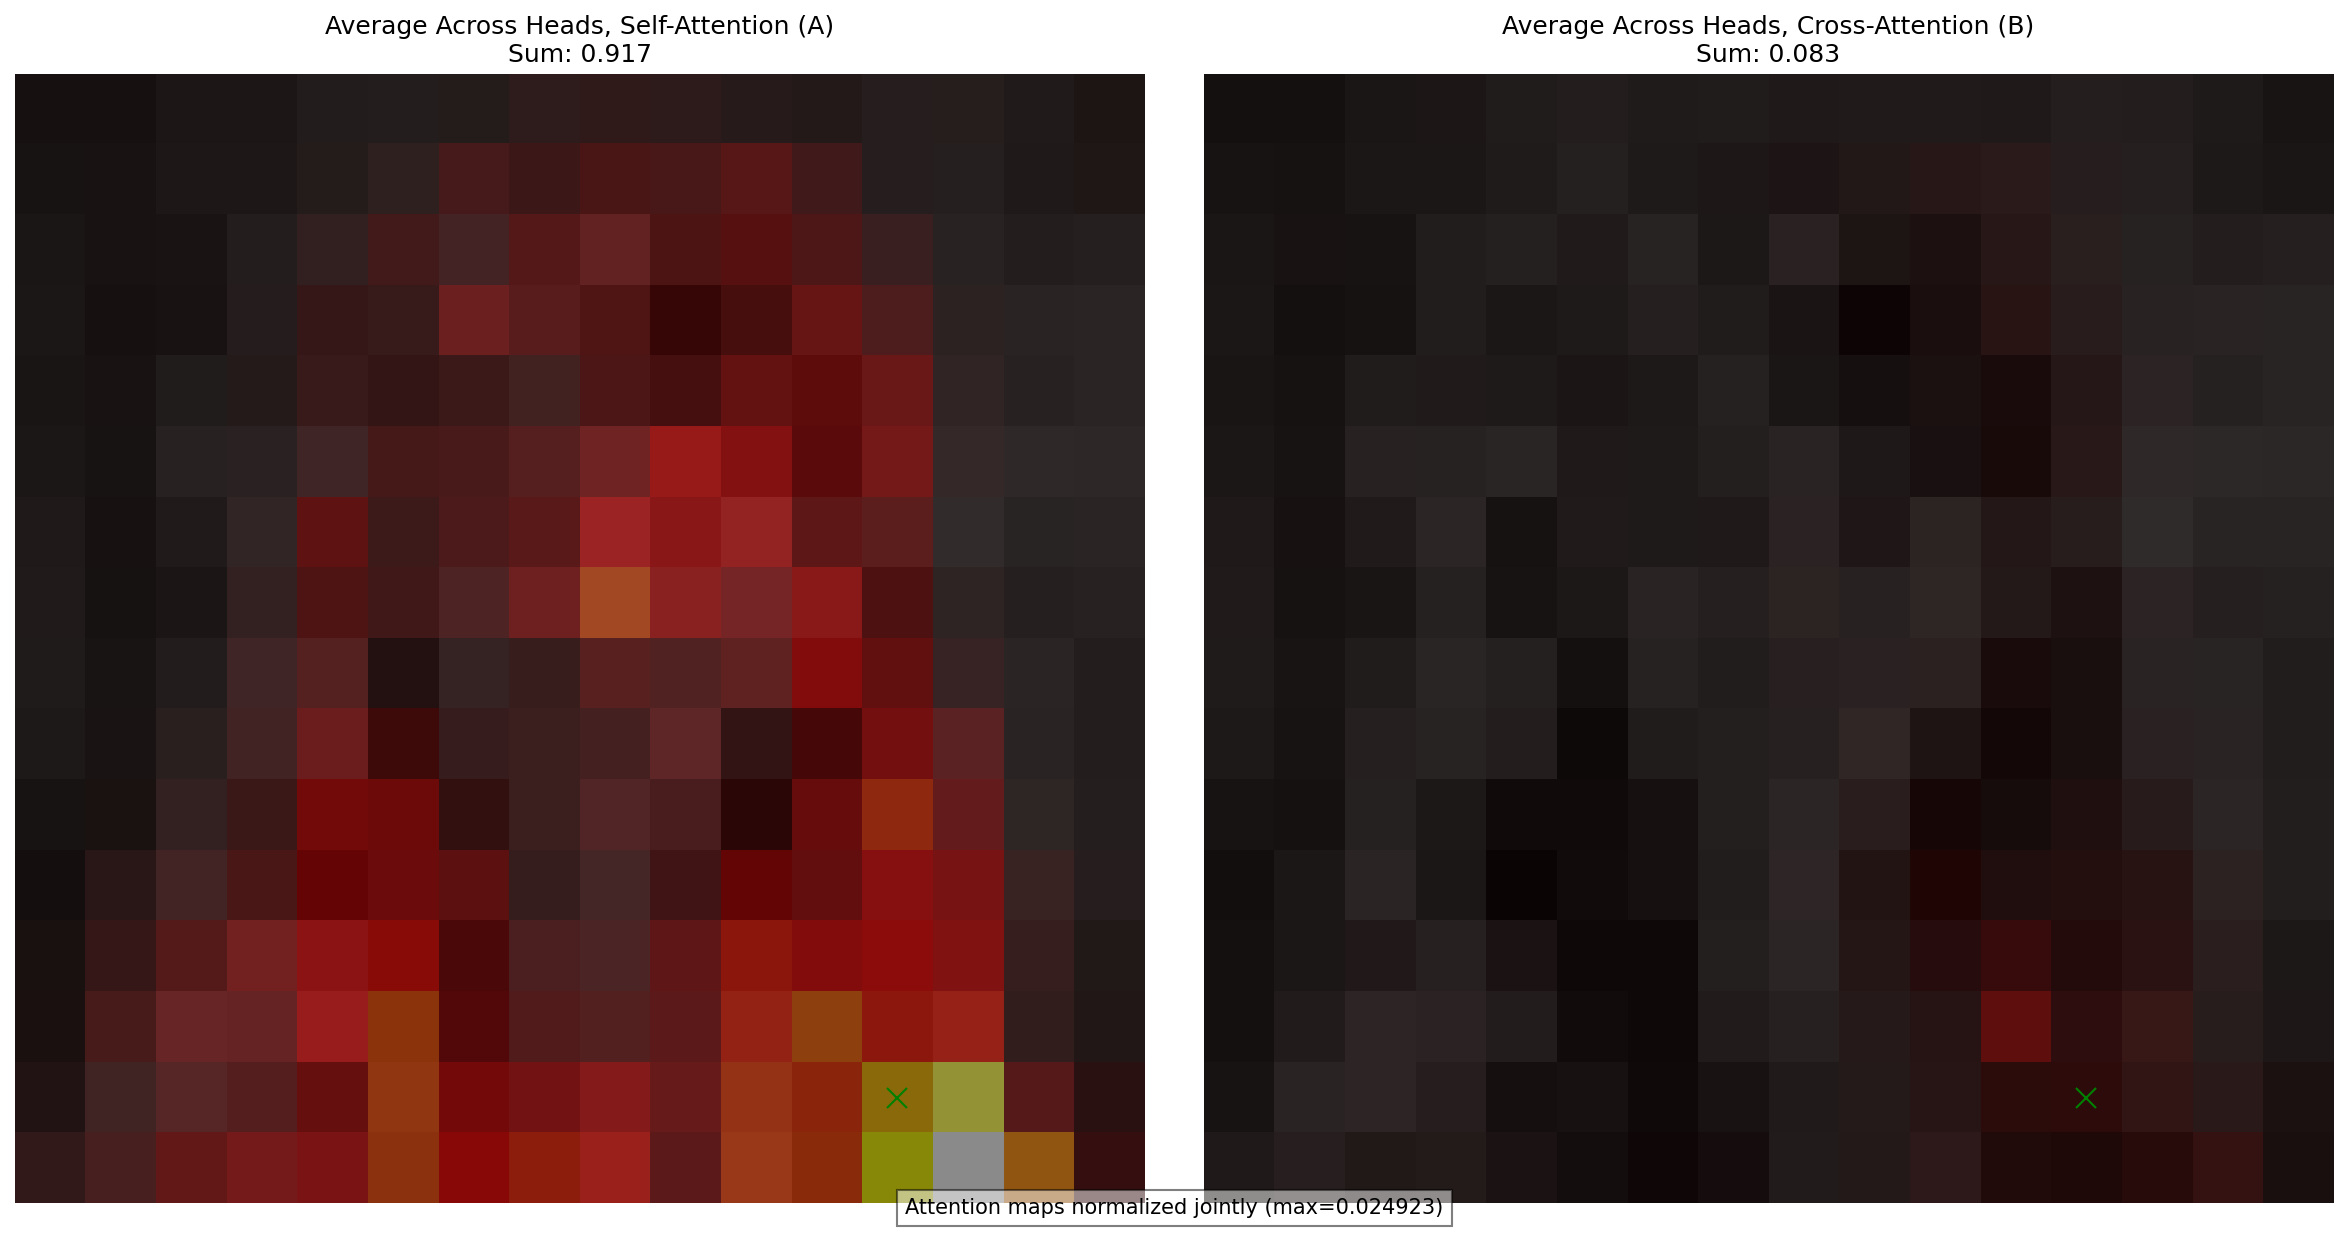 Average Across Heads, Self-Attention (A)
Sum: 0.917
Average Across Heads, Cross-Attention (B)
Sum: 0.083
Attention maps normalized jointly (max=0.024923)